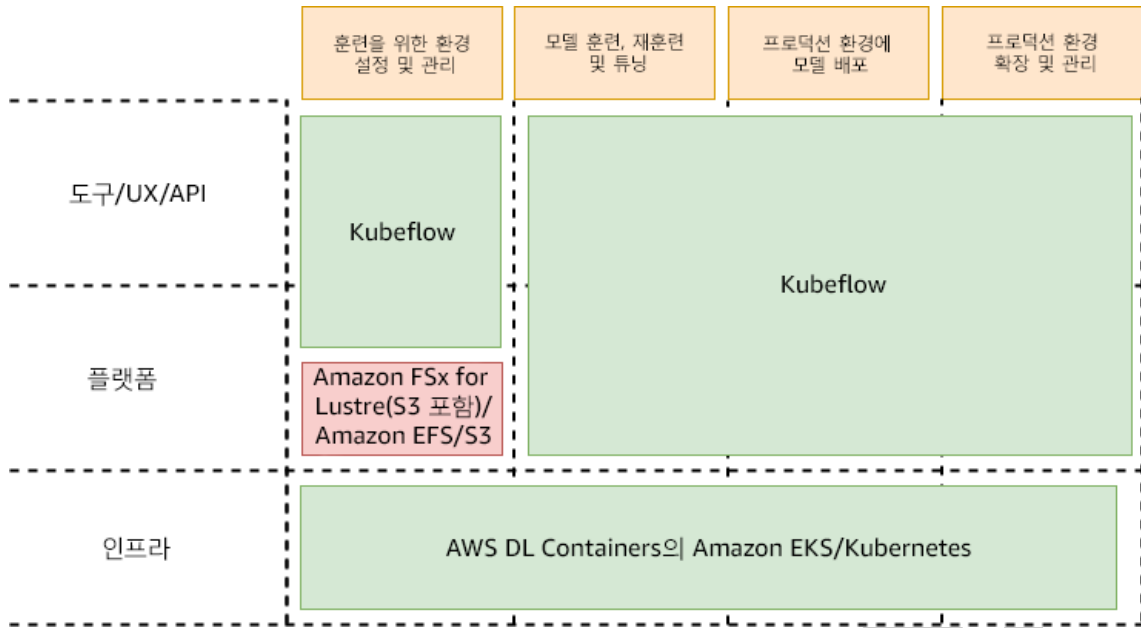 훈련을 위한 환경
설정 및 관리
모델 훈련, 재훈련
및 튜닝
프로덕션 환경에
모델 배포
프로덕션 환경
확장 및 관리
도구/UX/API
Kubeflow
Kubeflow
플랫폼
Amazon FSx for
Lustre(S3 포함)/
Amazon EFS/S3
인프라
AWS DL Containers의 Amazon EKS/Kubernetes